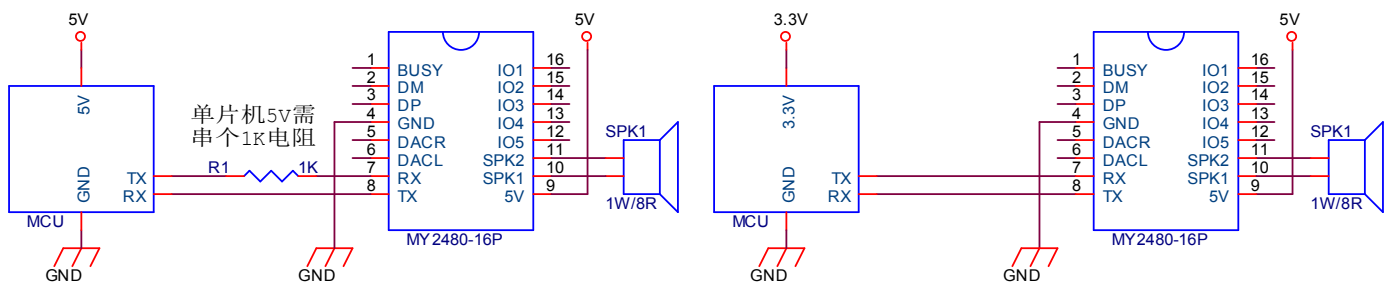 5V
5V
GND
TX
RX
MCU
GND
单片机5V需
串个1K电阻
R1
1K
GND
1
2
3
4
5
6
7
8
BUSY
DM
DP
GND
DACR
DACL
RX
TX
IO1
IO2
IO3
IO4
IO5
SPK2
SPK1
5V
16
15
14
13
12
11
10
9
MY2480-16P
5V
SPK1
1W/8R
3.3V
3.3V
GND
TX
RX
MCU
GND
GND
1
2
3
4
5
6
7
8
BUSY
DM
DP
GND
DACR
DACL
RX
TX
IO1
IO2
IO3
IO4
IO5
SPK2
SPK1
5V
16
15
14
13
12
11
10
9
MY2480-16P
5V
SPK1
1W/8R